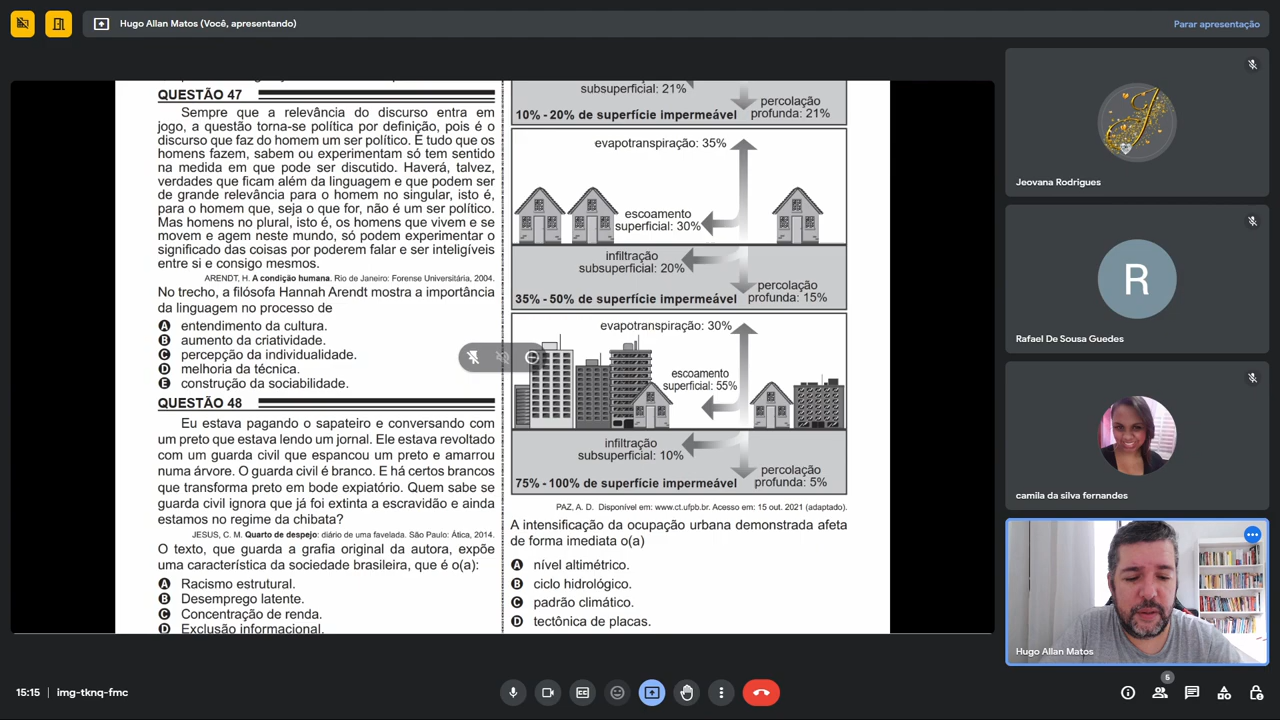 Hugo Allan Matos (Você, apresentando)
Parar apresentação
QUESTÃO 47
Sempre que a relevância do discurso entra em
jogo, a questão torna-se política por definição, pois é o
discurso que faz do homem um ser político. E tudo que os
homens fazem, sabem ou experimentam só tem sentido
na medida em que pode ser discutido. Haverá, talvez,
verdades que ficam além da linguagem e que podem ser
de grande relevância para o homem no singular, isto é,
para o homem que, seja o que for, não é um ser político.
Mas homens no plural, isto é, os homens que vivem e se
movem e agem neste mundo, só podem experimentar o
significado das coisas por poderem falar e ser inteligíveis
entre si e consigo mesmos.
ARENDT, H. A condição humana. Rio de Janeiro: Forense Universitária, 2004.
No trecho, a filósofa Hannah Arendt mostra a importância
da linguagem no processo de
A entendimento da cultura.
B aumento da criatividade.
C percepção da individualidade.
D melhoria da técnica.
E construção da sociabilidade.
QUESTÃO 48
Eu estava pagando o sapateiro e conversando com
um preto que estava lendo um jornal. Ele estava revoltado
com um guarda civil que espancou um preto e amarrou
numa árvore. O guarda civil é branco. E há certos brancos
que transforma preto em bode expiatório. Quem sabe se
guarda civil ignora que já foi extinta a escravidão e ainda
estamos no regime da chibata?
JESUS, C. M. Quarto de despejo: diário de uma favelada. São Paulo: Ática, 2014.
O texto, que guarda a grafia original da autora, expõe
uma característica da sociedade brasileira, que é o(a):
A Racismo estrutural.
B Desemprego latente.
C Concentração de renda.
D Exclusão informacional.
subsuperficial: 21%
percolação
profunda: 21%
10% - 20% de superfície impermeável
evapotranspiração: 35%
escoamento
superficial: 30%
infiltração
subsuperficial: 20%
percolação
profunda: 15%
35% - 50% de superfície impermeável
evapotranspiração: 30%
escoamento
superficial: 55%
infiltração
subsuperficial: 10%
percolação
profunda: 5%
75% - 100% de superfície impermeável
PAZ, A. D. Disponível em: www.ct.ufpb.br. Acesso em: 15 out. 2021 (adaptado).
A intensificação da ocupação urbana demonstrada afeta
de forma imediata o(a)
A nível altimétrico.
B ciclo hidrológico.
C padrão climático.
D tectônica de placas.
Jeovana Rodrigues
R
Rafael De Sousa Guedes
camila da silva fernandes
Hugo Allan Matos
15:15 | img-tknq-fmc
5